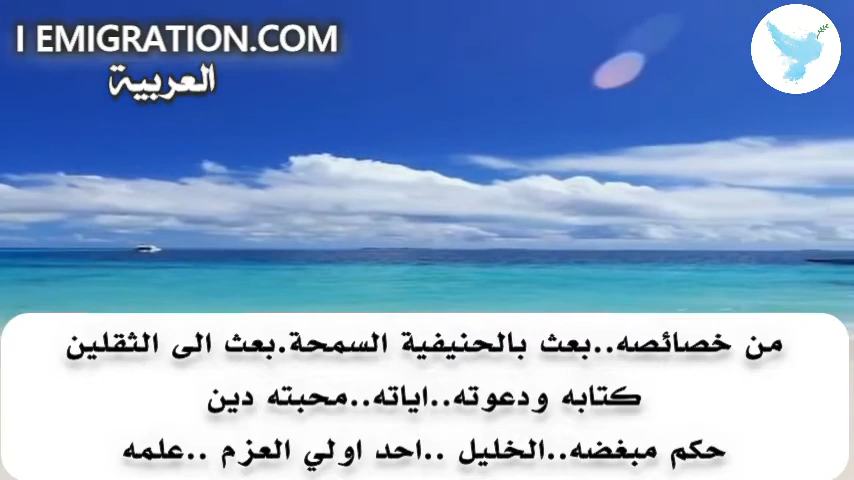 I EMIGRATION.COM
العربية
من خصائصه..بعث بالحنيفية السمحة.بعث الى الثقلين
كتابه ودعوته..اياته..محبته دين
حكم مبغضه..الخليل ..احد اولي العزم ..علمه